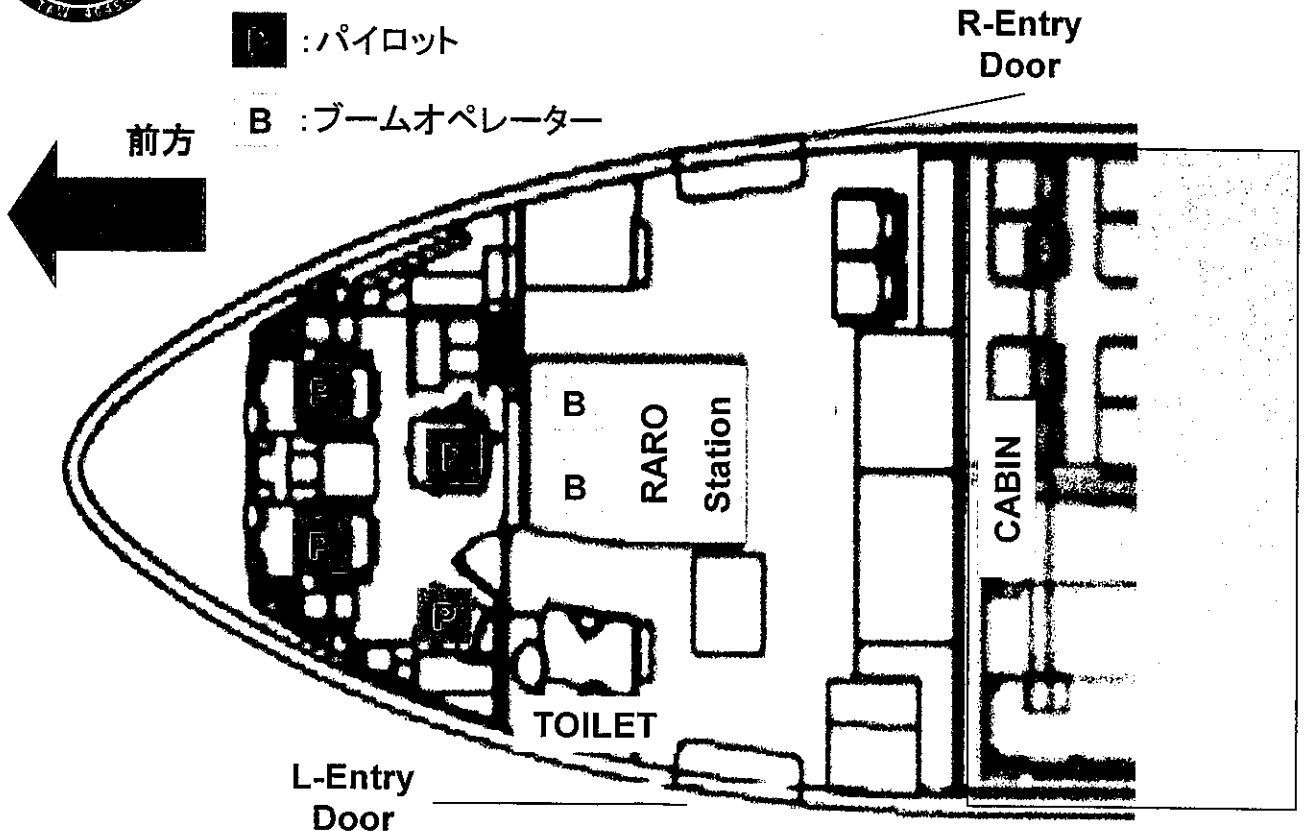 P :パイロット
B :ブームオペレーター
前方
R-Entry
Door
P
P
P
P
B
B
RARO
Station
CABIN
TOILET
L-Entry
Door